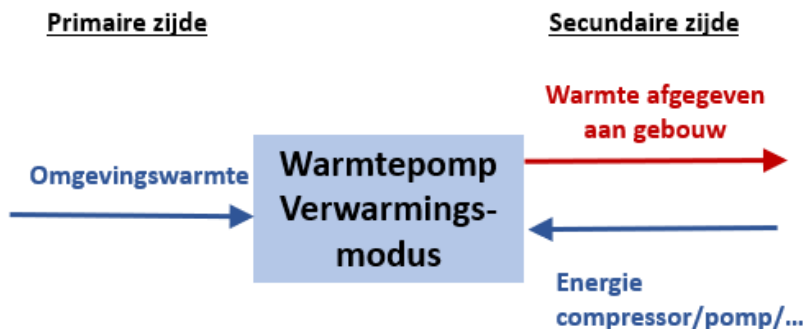 Primaire zijde
Secundaire zijde
Warmte afgegeven
aan gebouw
Omgevingswarmte
Warmtepomp
Verwarmings-
modus
Energie
compressor/pomp/...